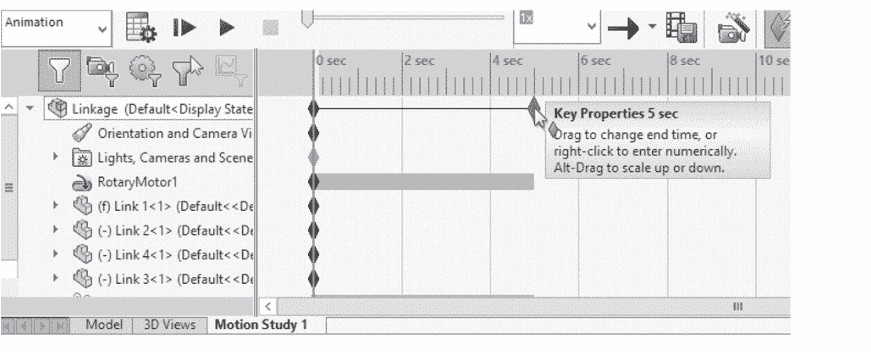 Animation
1x
0 sec 2 sec 4 sec 6 sec 8 sec 10 se
Linkage (Default<Display State
Key Properties 5 sec
Orientation and Camera Vi
Drag to change end time, or
right-click to enter numerically.
Alt-Drag to scale up or down.
Lights, Cameras and Scene
RotaryMotor1
(f) Link 1<1> (Default<<De
(-) Link 2<1> (Default<<De
(-) Link 4<1> (Default<<De
(-) Link 3<1> (Default<<De
Model 3D Views Motion Study 1